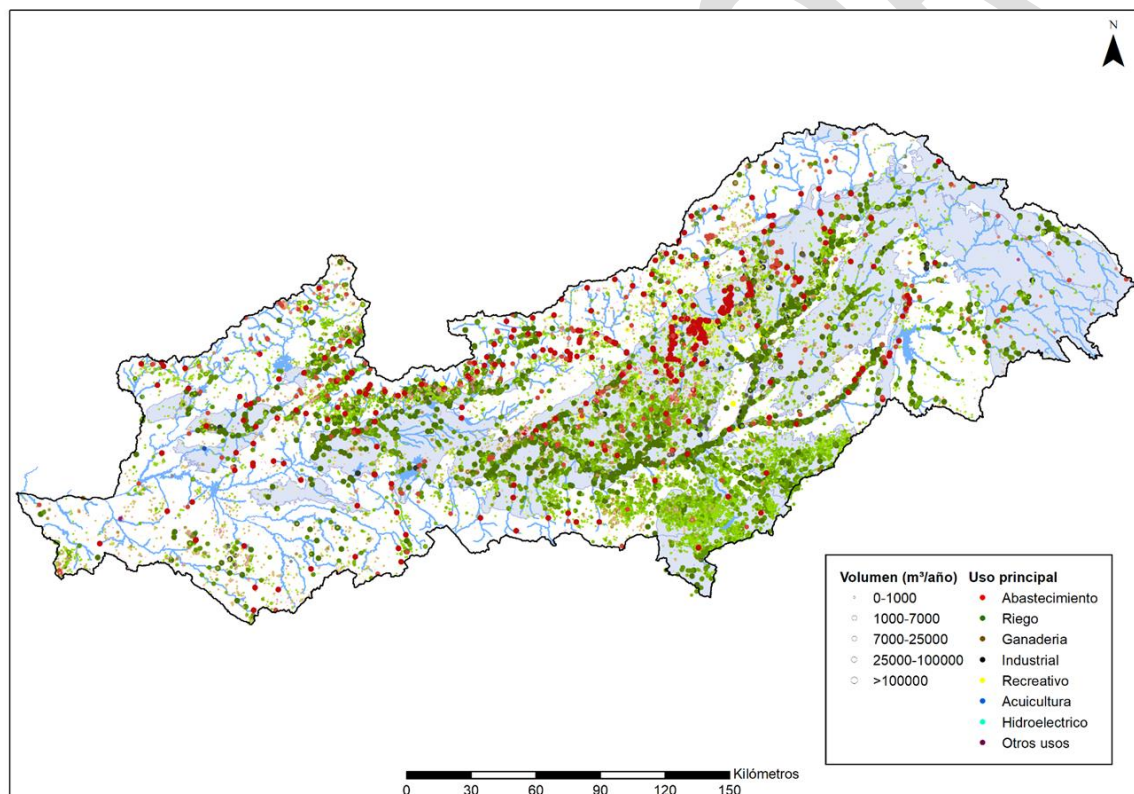 N
Volumen (m³/año) Uso principal
0-1000 Abastecimiento
1000-7000 Riego
7000-25000 Ganaderia
25000-100000 Industrial
>100000 Recreativo
Acuicultura
Hidroelectrico
Otros usos
Kilómetros
0 30 60 90 120 150